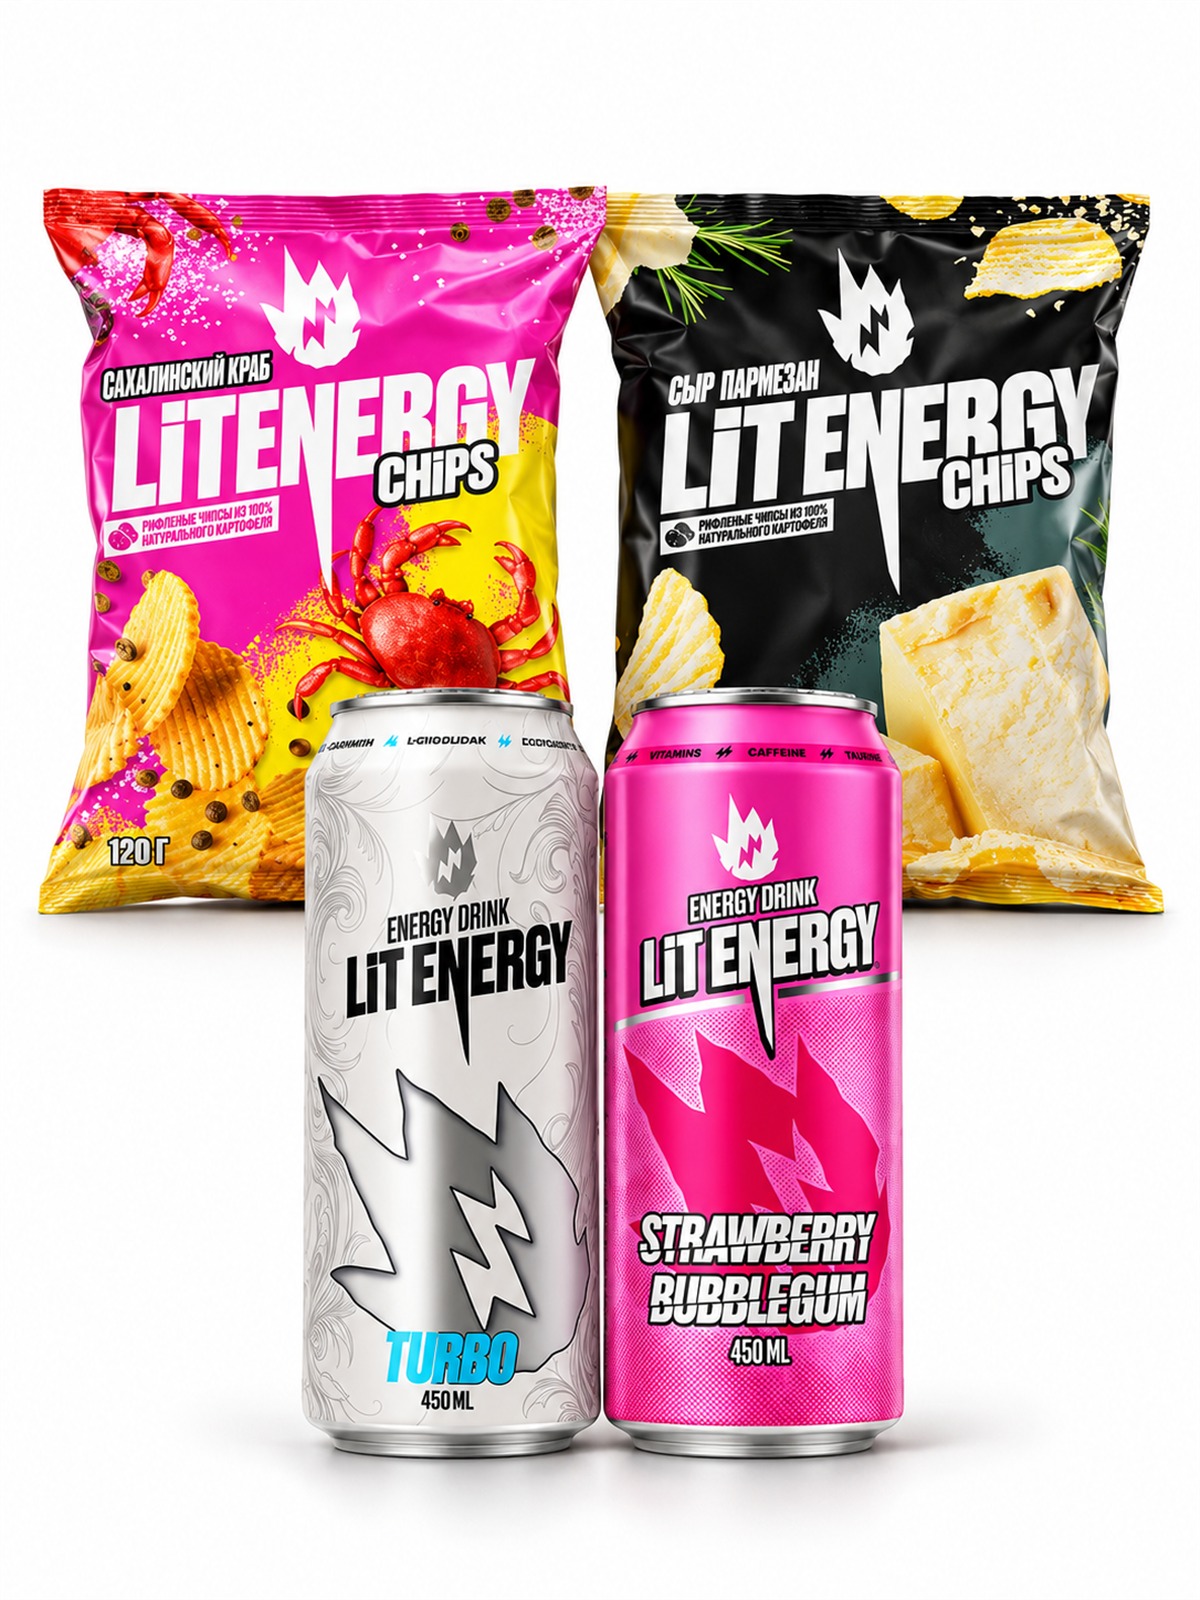 САХАЛИНСКИЙ КРАБ
LiTENERGY
CHiPS
РИФЛЕНЫЕ ЧИПСЫ ИЗ 100%
НАТУРАЛЬНОГО КАРТОФЕЛЯ
120 Г
СЫР ПАРМЕЗАН
LiT ENERGY
CHiPS
РИФЛЕНЫЕ ЧИПСЫ ИЗ 100%
НАТУРАЛЬНОГО КАРТОФЕЛЯ
ENERGY DRINK
LiT ENERGY
TURBO
450 ML
VITAMINS CAFFEINE TAURINE
ENERGY DRINK
LiT ENERGY
STRAWBERRY
BUBBLEGUM
450 ML